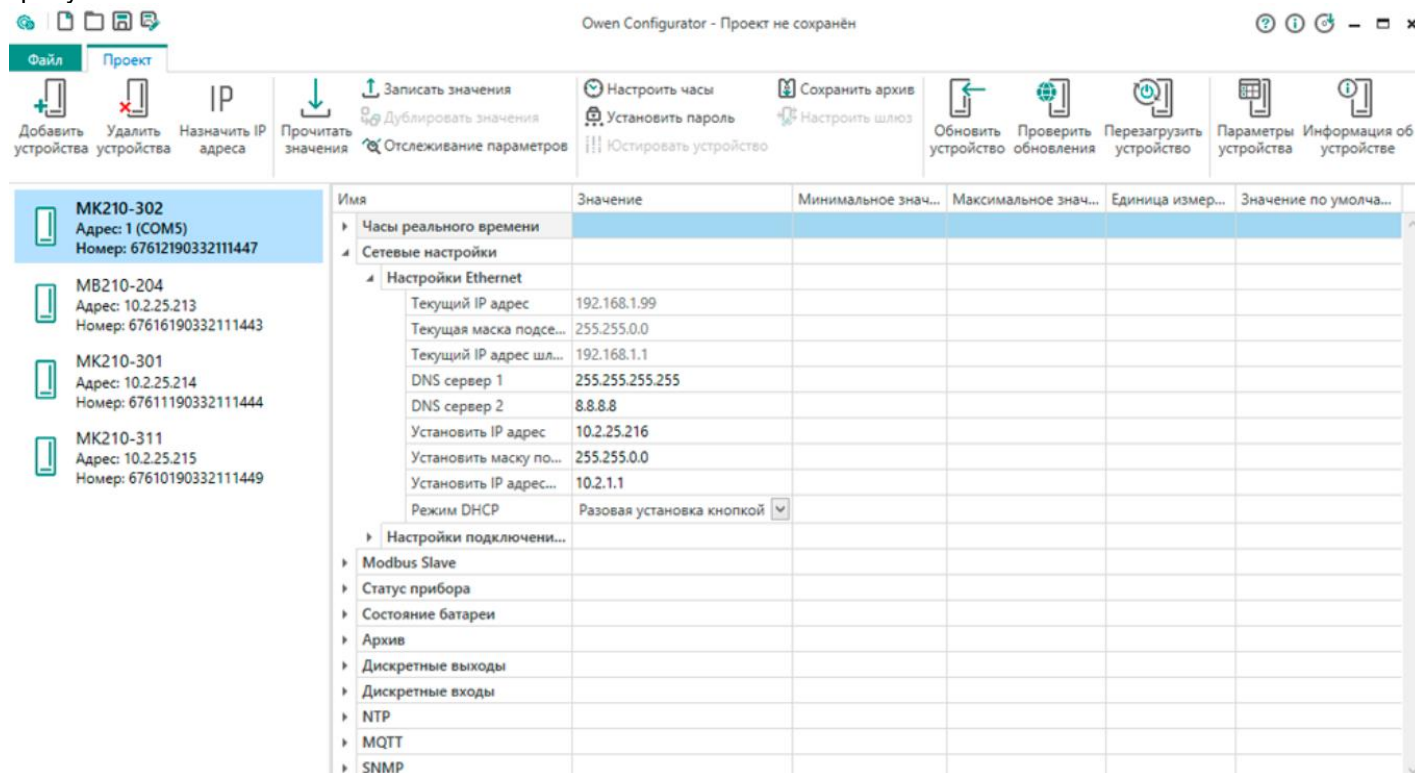 Owen Configurator - Проект не сохранён
Файл
Проект
Добавить устройства
Удалить устройства
IP
Назначить IP адреса
Прочитать значения
Записать значения
Дублировать значения
Отслеживание параметров
Настроить часы
Установить пароль
Юстировать устройство
Сохранить архив
Настроить шлюз
Обновить устройство
Проверить обновления
Перезагрузить устройство
Параметры устройства
Информация об устройстве
МК210-302
Адрес: 1 (COM5)
Номер: 67612190332111447
МВ210-204
Адрес: 10.2.25.213
Номер: 67616190332111443
МК210-301
Адрес: 10.2.25.214
Номер: 67611190332111444
МК210-311
Адрес: 10.2.25.215
Номер: 67610190332111449
Имя Значение Минимальное знач... Максимальное знач... Единица измер... Значение по умолча...
Часы реального времени
Сетевые настройки
Настройки Ethernet
Текущий IP адрес 192.168.1.99
Текущая маска подсе... 255.255.0.0
Текущий IP адрес шл... 192.168.1.1
DNS сервер 1 255.255.255.255
DNS сервер 2 8.8.8.8
Установить IP адрес 10.2.25.216
Установить маску по... 255.255.0.0
Установить IP адрес... 10.2.1.1
Режим DHCP Разовая установка кнопкой
Настройки подключени...
Modbus Slave
Статус прибора
Состояние батареи
Архив
Дискретные выходы
Дискретные входы
NTP
MQTT
SNMP